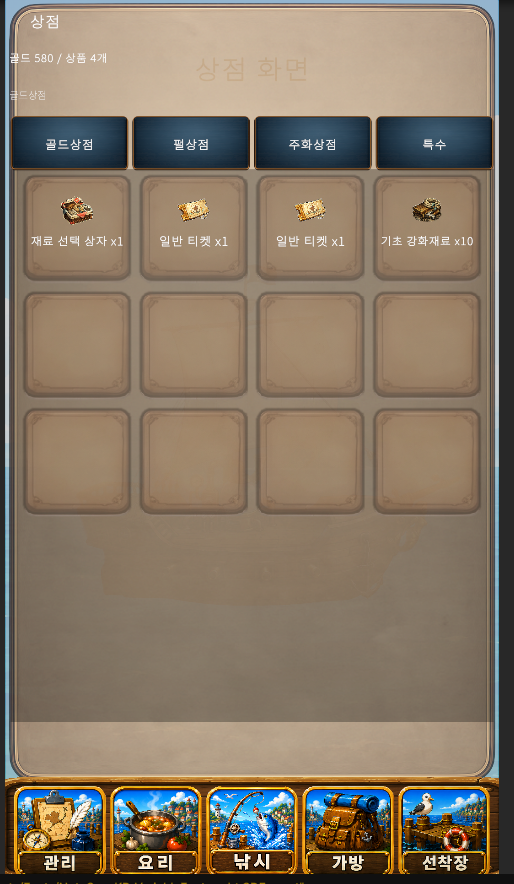 상점
골드 580 / 상품 4개
상점 화면
골드상점
골드상점 펄상점 주화상점 특수
재료 선택 상자 x1 일반 티켓 x1 일반 티켓 x1 기초 강화재료 x10
관리 요리 낚시 가방 선착장